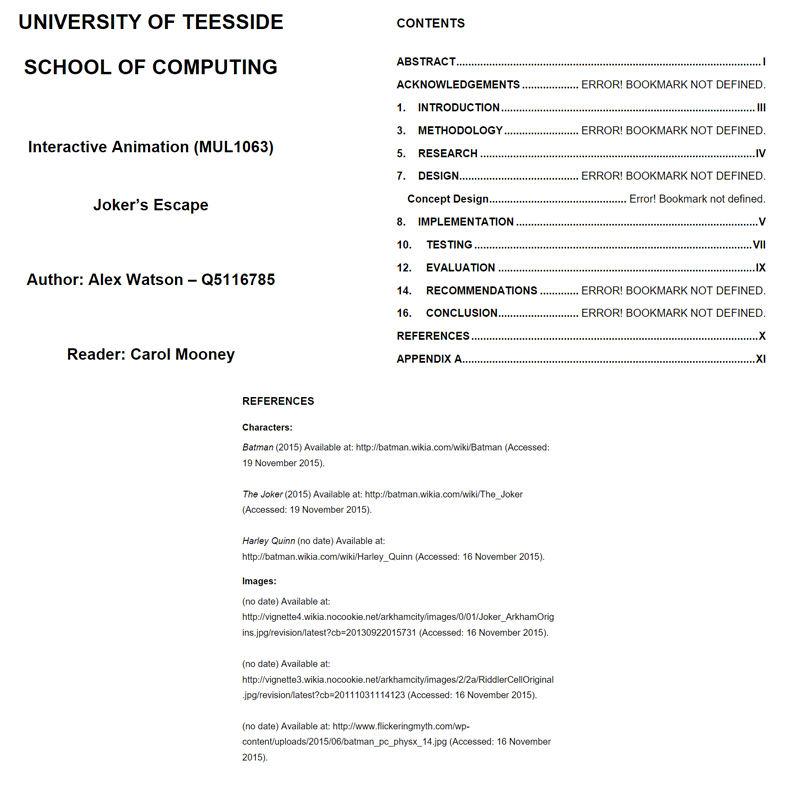 UNIVERSITY OF TEESSIDE
SCHOOL OF COMPUTING
Interactive Animation (MUL1063)
Joker’s Escape
Author: Alex Watson – Q5116785
Reader: Carol Mooney
CONTENTS
ABSTRACT.......... I
ACKNOWLEDGEMENTS .......... ERROR! BOOKMARK NOT DEFINED.
1. INTRODUCTION.......... III
3. METHODOLOGY.......... ERROR! BOOKMARK NOT DEFINED.
5. RESEARCH .......... IV
7. DESIGN.......... ERROR! BOOKMARK NOT DEFINED.
Concept Design.......... Error! Bookmark not defined.
8. IMPLEMENTATION .......... V
10. TESTING .......... VII
12. EVALUATION .......... IX
14. RECOMMENDATIONS .......... ERROR! BOOKMARK NOT DEFINED.
16. CONCLUSION.......... ERROR! BOOKMARK NOT DEFINED.
REFERENCES .......... X
APPENDIX A.......... XI
REFERENCES
Characters:
Batman (2015) Available at: http://batman.wikia.com/wiki/Batman (Accessed:
19 November 2015).
The Joker (2015) Available at: http://batman.wikia.com/wiki/The_Joker
(Accessed: 19 November 2015).
Harley Quinn (no date) Available at:
http://batman.wikia.com/wiki/Harley_Quinn (Accessed: 16 November 2015).
Images:
(no date) Available at:
http://vignette4.wikia.nocookie.net/arkhamcity/images/0/01/Joker_ArkhamOrig
ins.jpg/revision/latest?cb=20130922015731 (Accessed: 16 November 2015).
(no date) Available at:
http://vignette3.wikia.nocookie.net/arkhamcity/images/2/2a/RiddlerCellOriginal
.jpg/revision/latest?cb=20111031114123 (Accessed: 16 November 2015).
(no date) Available at: http://www.flickeringmyth.com/wp-
content/uploads/2015/06/batman_pc_physx_14.jpg (Accessed: 16 November
2015).